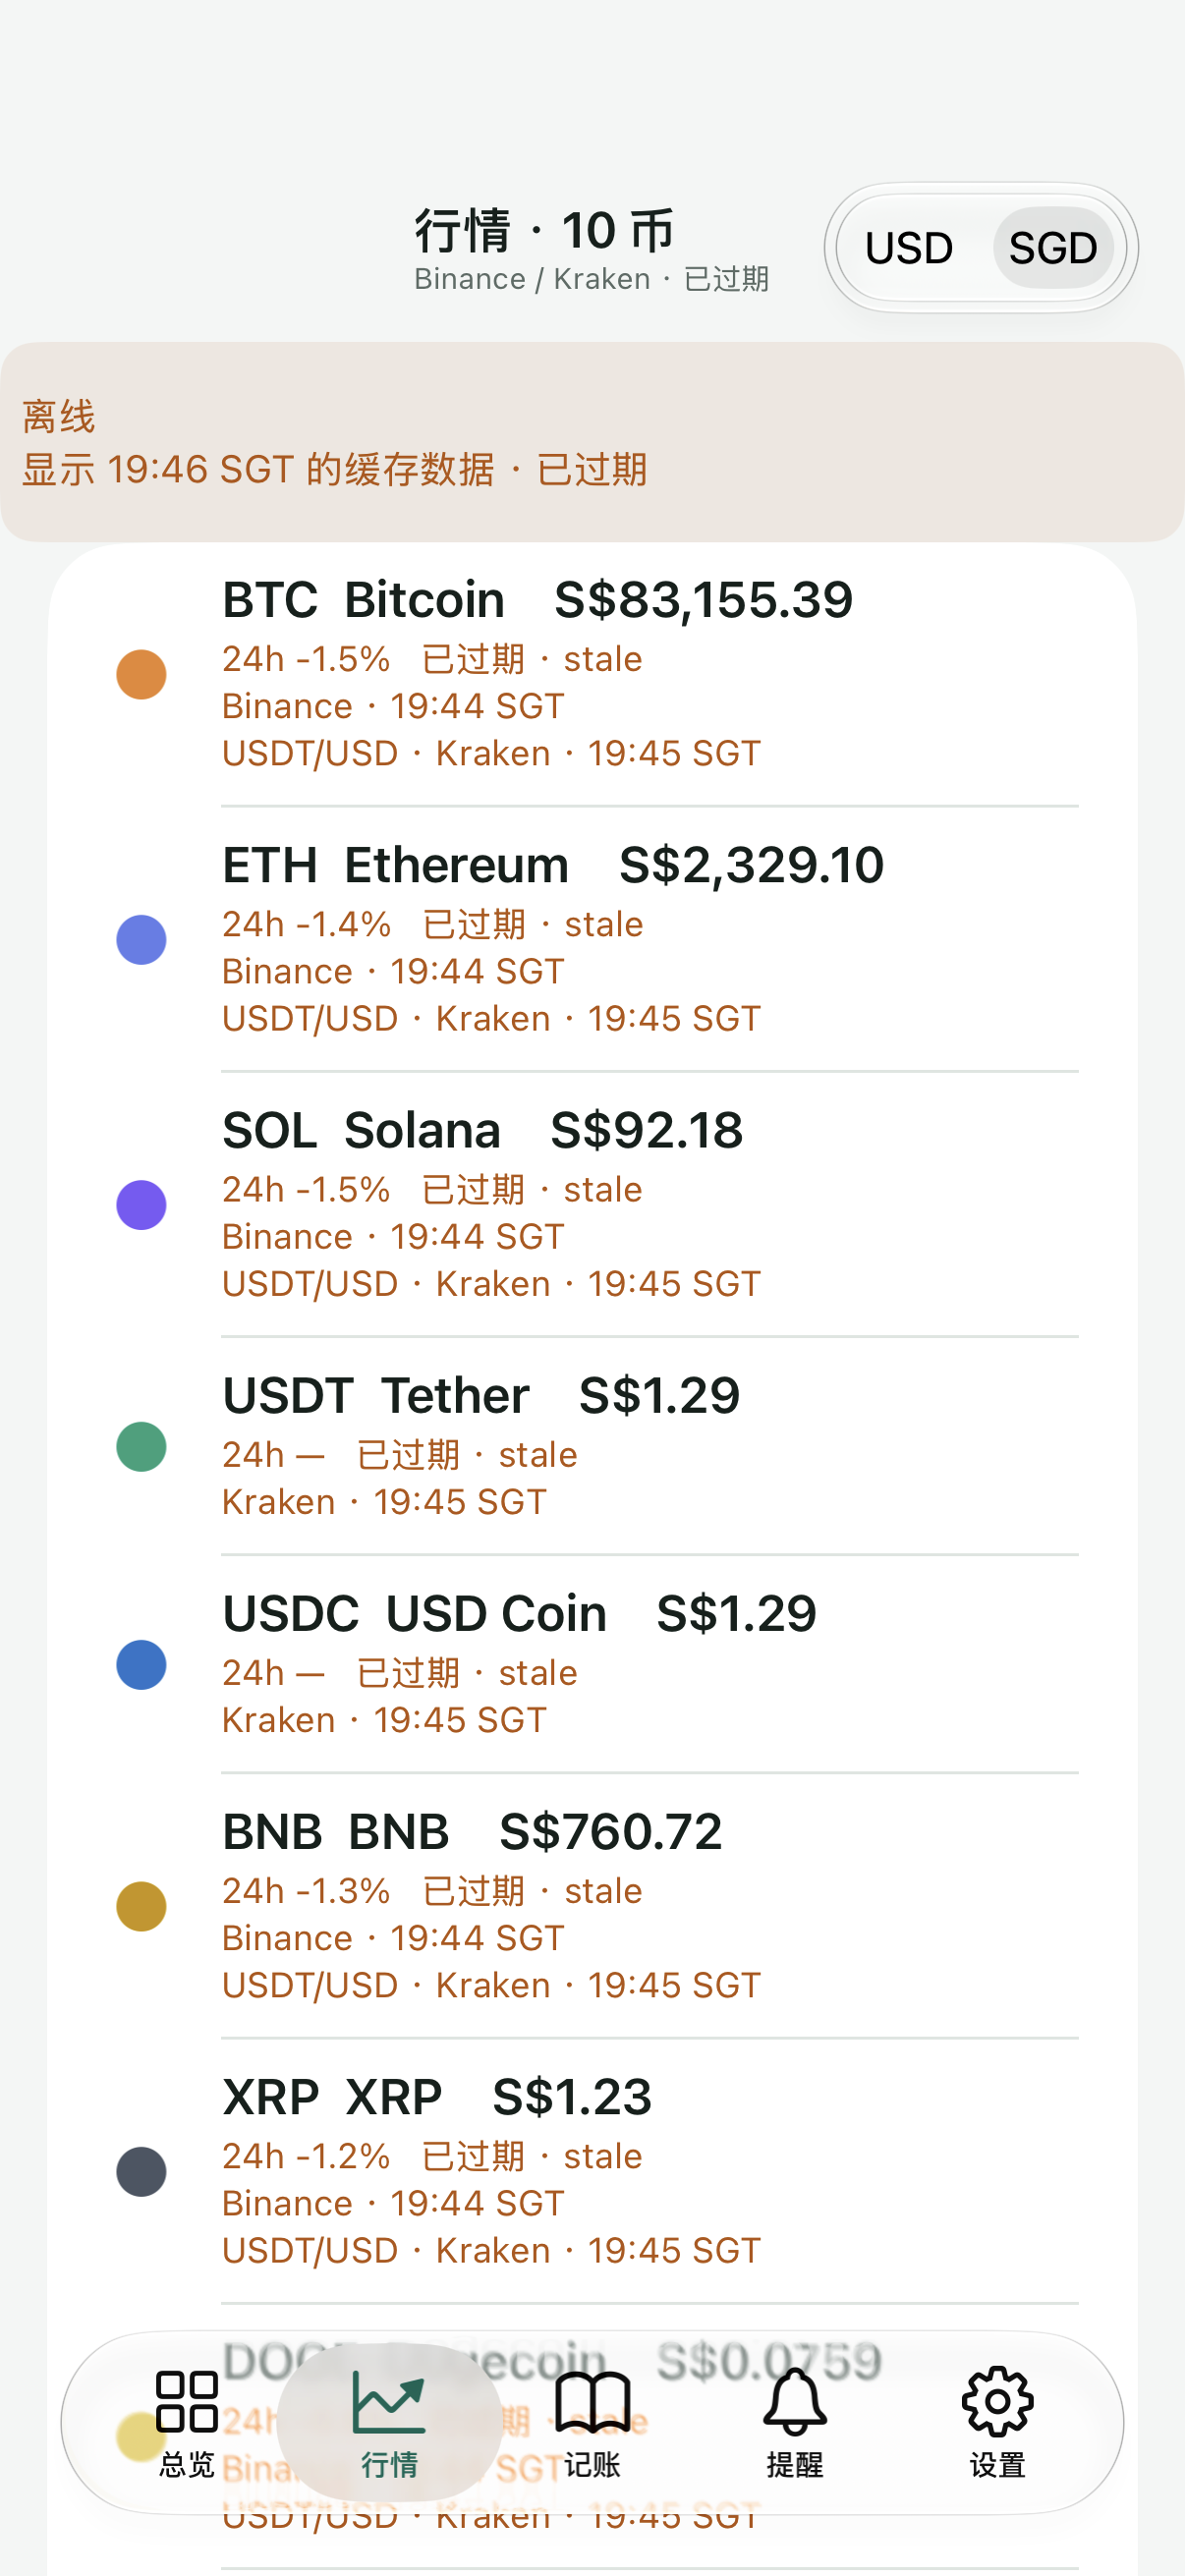 行情 · 10 币
Binance / Kraken · 已过期
USD SGD
离线
显示 19:46 SGT 的缓存数据 · 已过期
BTC Bitcoin S$83,155.39
24h -1.5% 已过期 · stale
Binance · 19:44 SGT
USDT/USD · Kraken · 19:45 SGT
ETH Ethereum S$2,329.10
24h -1.4% 已过期 · stale
Binance · 19:44 SGT
USDT/USD · Kraken · 19:45 SGT
SOL Solana S$92.18
24h -1.5% 已过期 · stale
Binance · 19:44 SGT
USDT/USD · Kraken · 19:45 SGT
USDT Tether S$1.29
24h — 已过期 · stale
Kraken · 19:45 SGT
USDC USD Coin S$1.29
24h — 已过期 · stale
Kraken · 19:45 SGT
BNB BNB S$760.72
24h -1.3% 已过期 · stale
Binance · 19:44 SGT
USDT/USD · Kraken · 19:45 SGT
XRP XRP S$1.23
24h -1.2% 已过期 · stale
Binance · 19:44 SGT
USDT/USD · Kraken · 19:45 SGT
S$0.0759
24h stale
SGT
USDT/USD · Kraken · 19:45 SGT
总览 行情 记账 提醒 设置